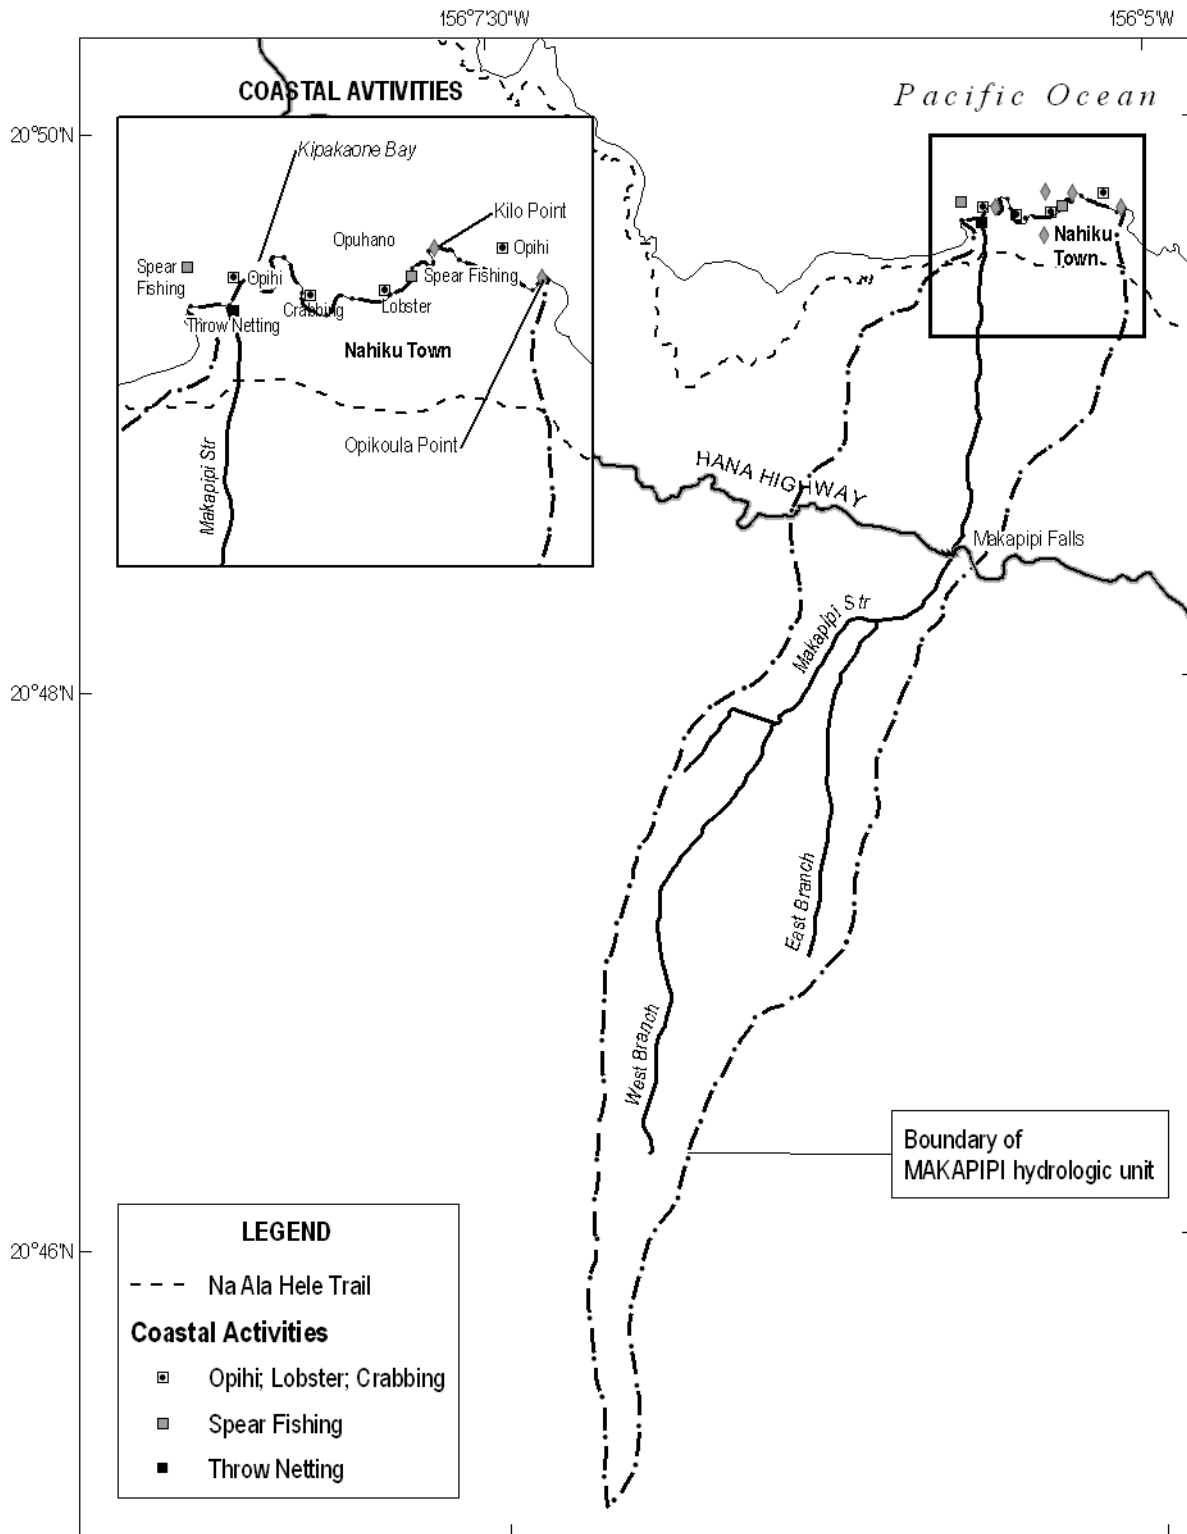 156°7'30"W
156°5'W
COASTAL AVTIVITIES
Pacific Ocean
20°50'N
Kipakaone Bay
Kilo Point
Opuhano
Opihi
Spear
Fishing
Opihi
Spear Fishing
Crabbing
Lobster
Throw Netting
Nahiku Town
Nahiku
Town
Makapipi Str
Opikoula Point
HANA HIGHWAY
Makapipi Falls
Makapipi Str
20°48'N
East Branch
West Branch
Boundary of
MAKAPIPI hydrologic unit
20°46'N
LEGEND
Na Ala Hele Trail
Coastal Activities
Opihi; Lobster; Crabbing
Spear Fishing
Throw Netting